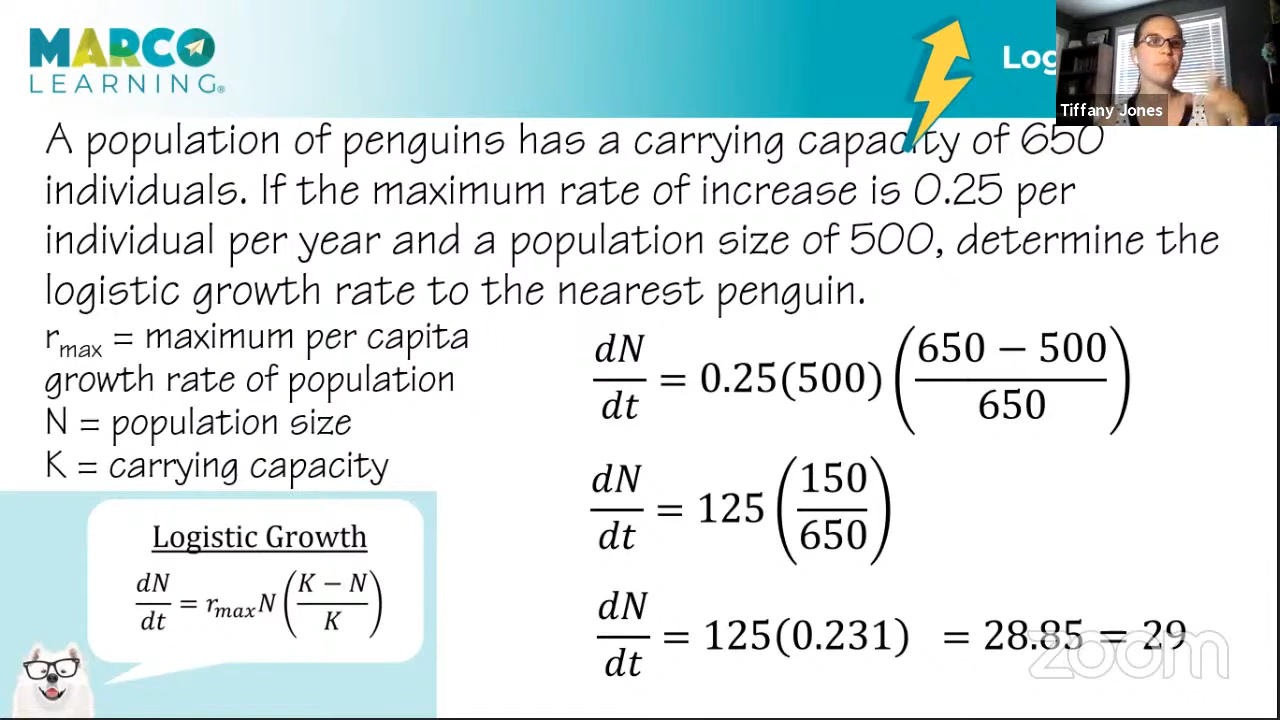 MARCO
LEARNING®
Log
Tiffany Jones
A population of penguins has a carrying capacity of 650
individuals. If the maximum rate of increase is 0.25 per
individual per year and a population size of 500, determine the
logistic growth rate to the nearest penguin.
r_max = maximum per capita
growth rate of population
N = population size
K = carrying capacity
Logistic Growth
dN/dt = r_max N ((K − N)/K)
dN/dt = 0.25(500) ((650 − 500)/650)
dN/dt = 125 (150/650)
dN/dt = 125(0.231) = 28.85 = 29
zoom